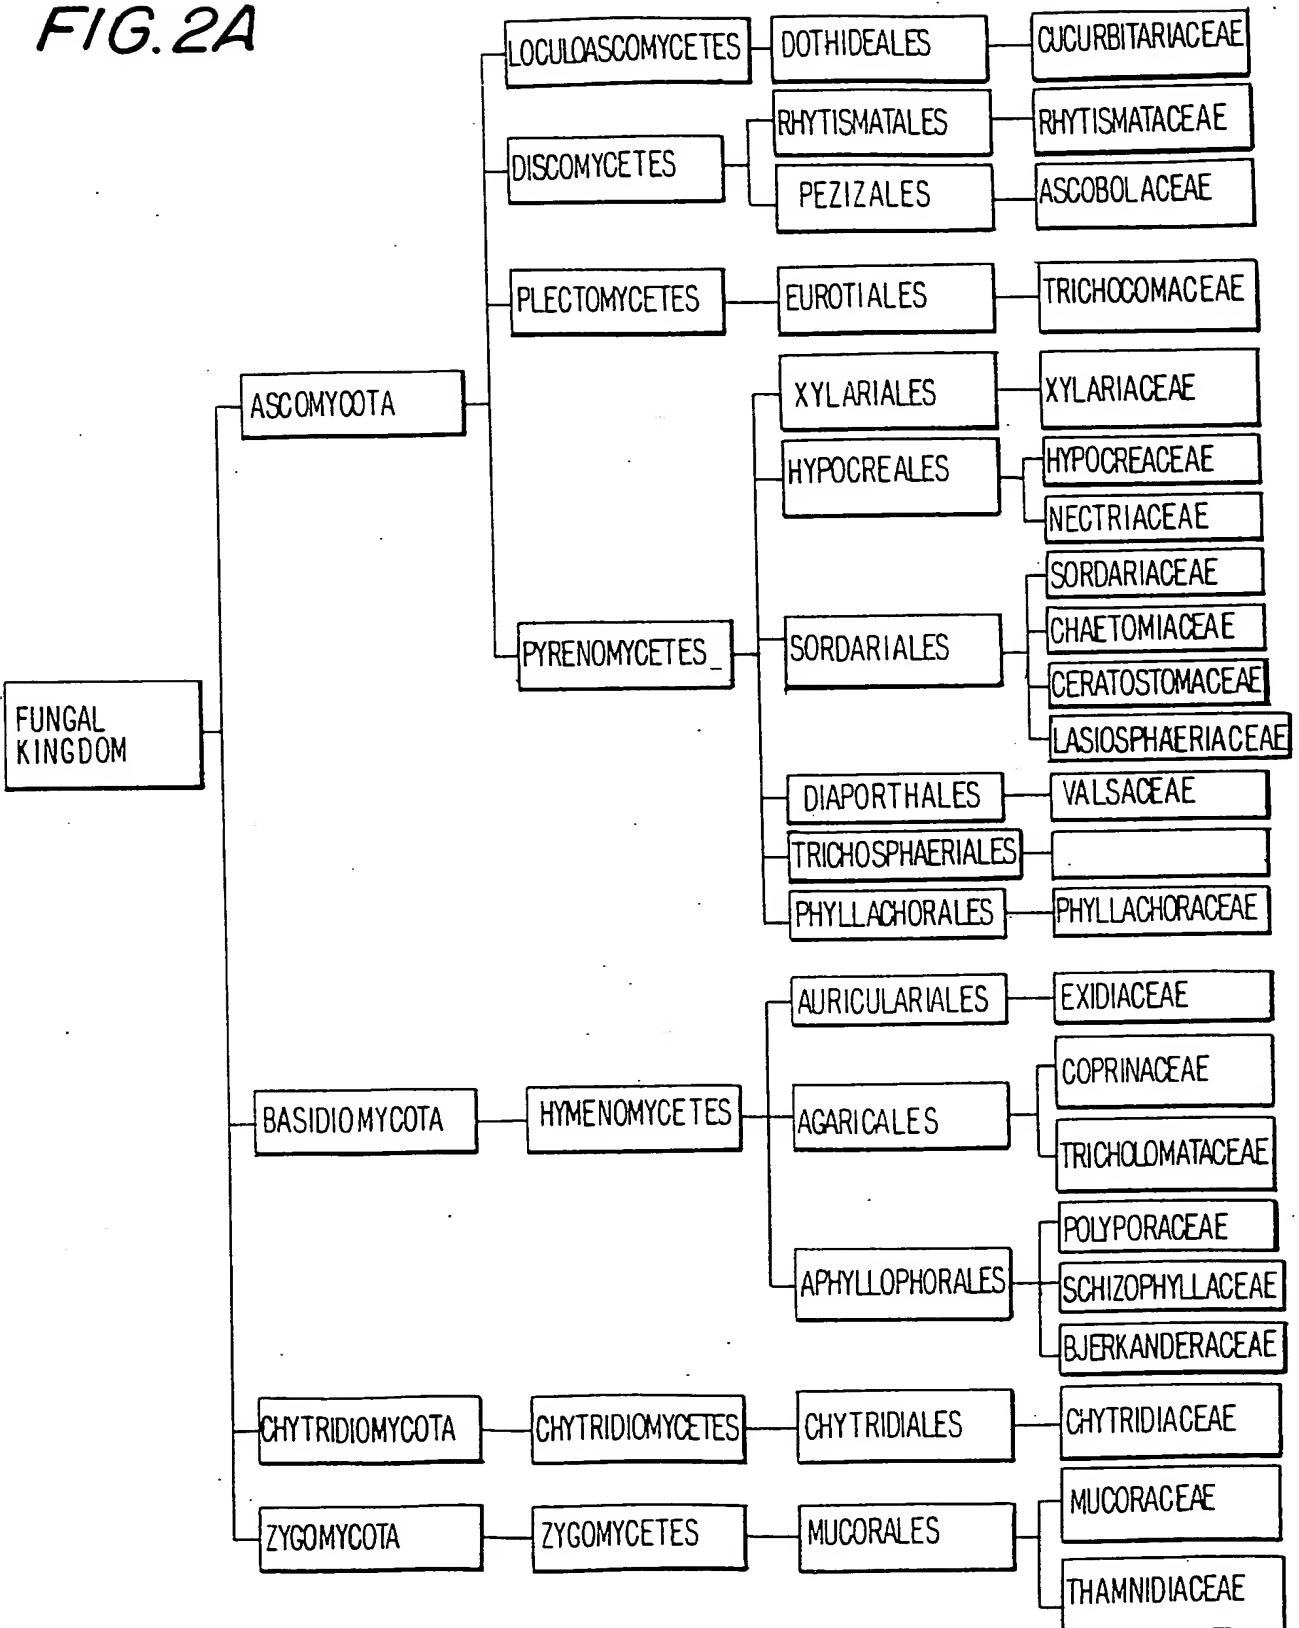 FIG. 2A
LOCULOASCOMYCETES
DOTHIDEALES
CUCURBITARIACEAE
DISCOMYCETES
RHYTISMATALES
RHYTISMATACEAE
PEZIZALES
ASCOBOLACEAE
PLECTOMYCETES
EUROTIALES
TRICHOCOMACEAE
ASCOMYCOTA
XYLARIALES
XYLARIACEAE
HYPOCREALES
HYPOCREACEAE
NECTRIACEAE
PYRENOMYCETES_
SORDARIALES
SORDARIACEAE
CHAETOMIACEAE
CERATOSTOMACEAE
LASIOSPHAERIACEAE
FUNGAL
KINGDOM
DIAPORTHALES
VALSACEAE
TRICHOSPHAERIALES
PHYLLACHORALES
PHYLLACHORACEAE
AURICULARIALES
EXIDIACEAE
BASIDIOMYCOTA
HYMENOMYCETES
AGARICALES
COPRINACEAE
TRICHOLOMATACEAE
APHYLLOPHORALES
POLYPORACEAE
SCHIZOPHYLLACEAE
BJERKANDERACEAE
CHYTRIDIOMYCOTA
CHYTRIDIOMYCETES
CHYTRIDIALES
CHYTRIDIACEAE
ZYGOMYCOTA
ZYGOMYCETES
MUCORALES
MUCORACEAE
THAMNIDIACEAE